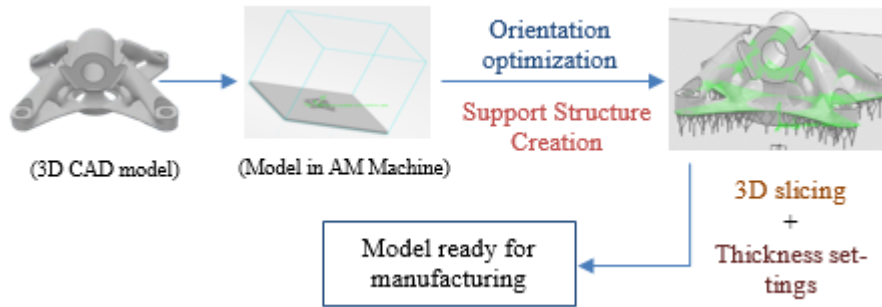 Orientation
optimization
Support Structure
Creation
(3D CAD model)
(Model in AM Machine)
3D slicing
+
Thickness set-
tings
Model ready for
manufacturing